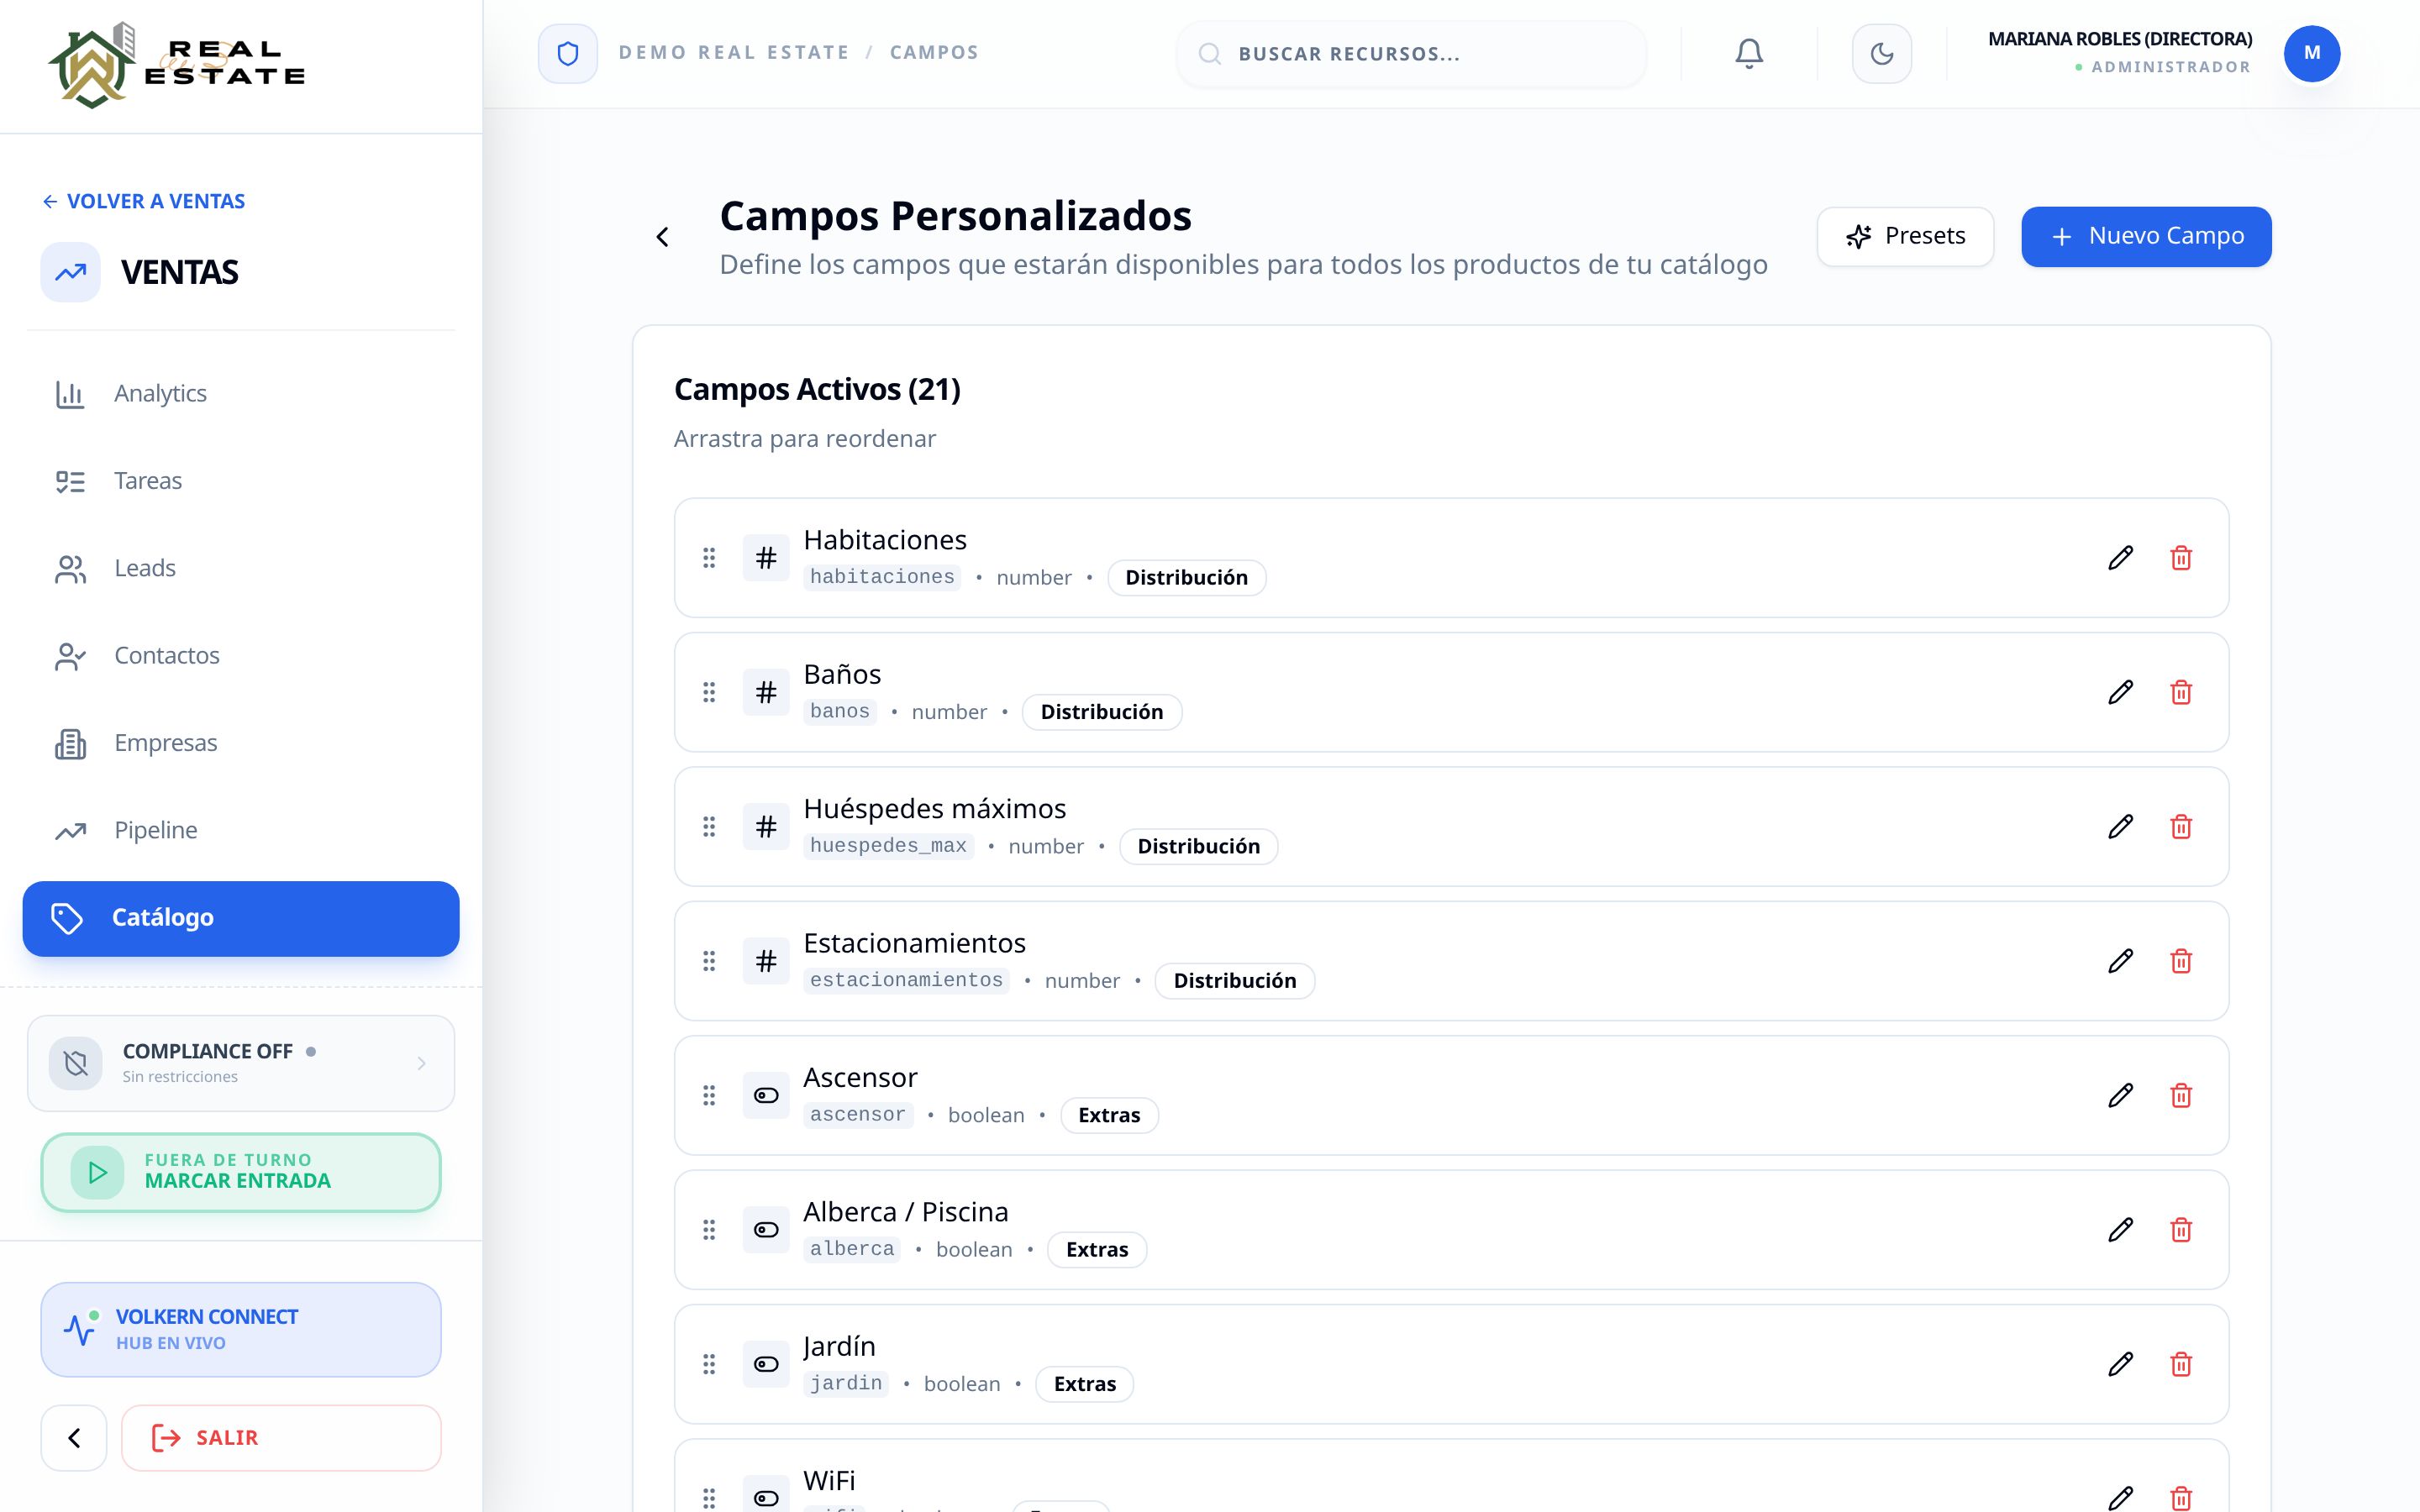 REAL
ESTATE
DEMO REAL ESTATE / CAMPOS
BUSCAR RECURSOS...
MARIANA ROBLES (DIRECTORA)
ADMINISTRADOR
M
VOLVER A VENTAS
VENTAS
Analytics
Tareas
Leads
Contactos
Empresas
Pipeline
Catálogo
COMPLIANCE OFF
Sin restricciones
FUERA DE TURNO
MARCAR ENTRADA
VOLKERN CONNECT
HUB EN VIVO
SALIR
Campos Personalizados
Define los campos que estarán disponibles para todos los productos de tu catálogo
Presets
Nuevo Campo
Campos Activos (21)
Arrastra para reordenar
Habitaciones
habitaciones • number • Distribución
Baños
banos • number • Distribución
Huéspedes máximos
huespedes_max • number • Distribución
Estacionamientos
estacionamientos • number • Distribución
Ascensor
ascensor • boolean • Extras
Alberca / Piscina
alberca • boolean • Extras
Jardín
jardin • boolean • Extras
WiFi